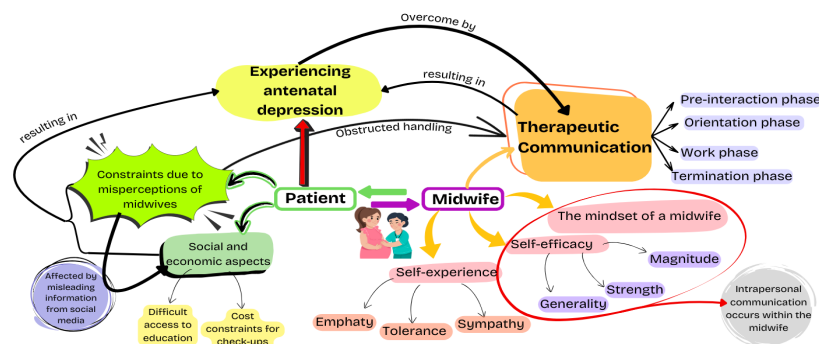 Overcome by
Experiencing
antenatal
depression
resulting in
resulting in
Obstructed handling
Therapeutic
Communication
Pre-interaction phase
Orientation phase
Work phase
Termination phase
Constraints due to
misperceptions of
midwives
Patient
Midwife
The mindset of a midwife
Self-efficacy
Magnitude
Strength
Generality
Social and
economic aspects
Self-experience
Affected by
misleading
information
from social
media
Difficult
access to
education
Cost
constraints for
check-ups
Emphaty
Tolerance
Sympathy
Intrapersonal
communication
occurs within the
midwife